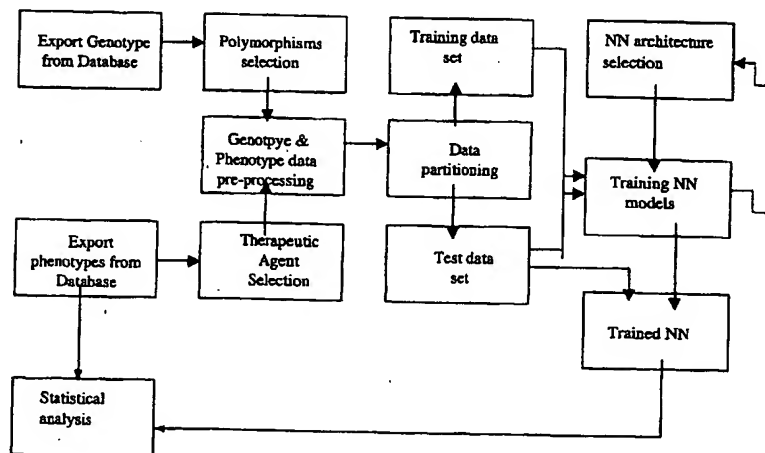 Export Genotype
from Database
Polymorphisms
selection
Training data
set
NN architecture
selection
Genotpye &
Phenotype data
pre-processing
Data
partitioning
Training NN
models
Export
phenotypes from
Database
Therapeutic
Agent
Selection
Test data
set
Trained NN
Statistical
analysis